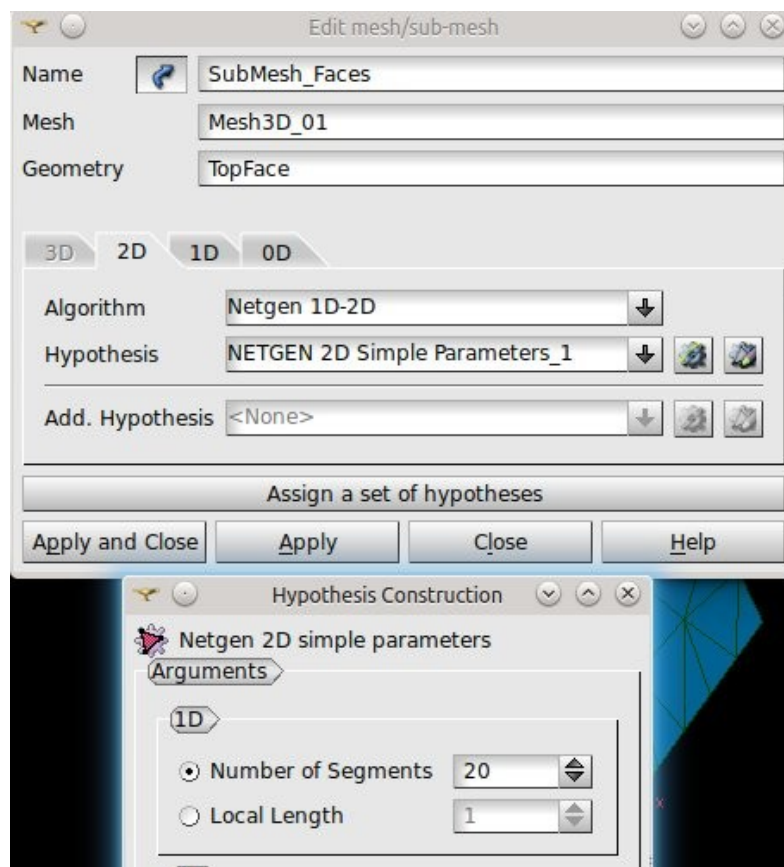 Edit mesh/sub-mesh
Name SubMesh_Faces
Mesh Mesh3D_01
Geometry TopFace
3D 2D 1D 0D
Algorithm Netgen 1D-2D
Hypothesis NETGEN 2D Simple Parameters_1
Add. Hypothesis <None>
Assign a set of hypotheses
Apply and Close Apply Close Help
Hypothesis Construction
Netgen 2D simple parameters
Arguments
1D
Number of Segments 20
Local Length 1
x